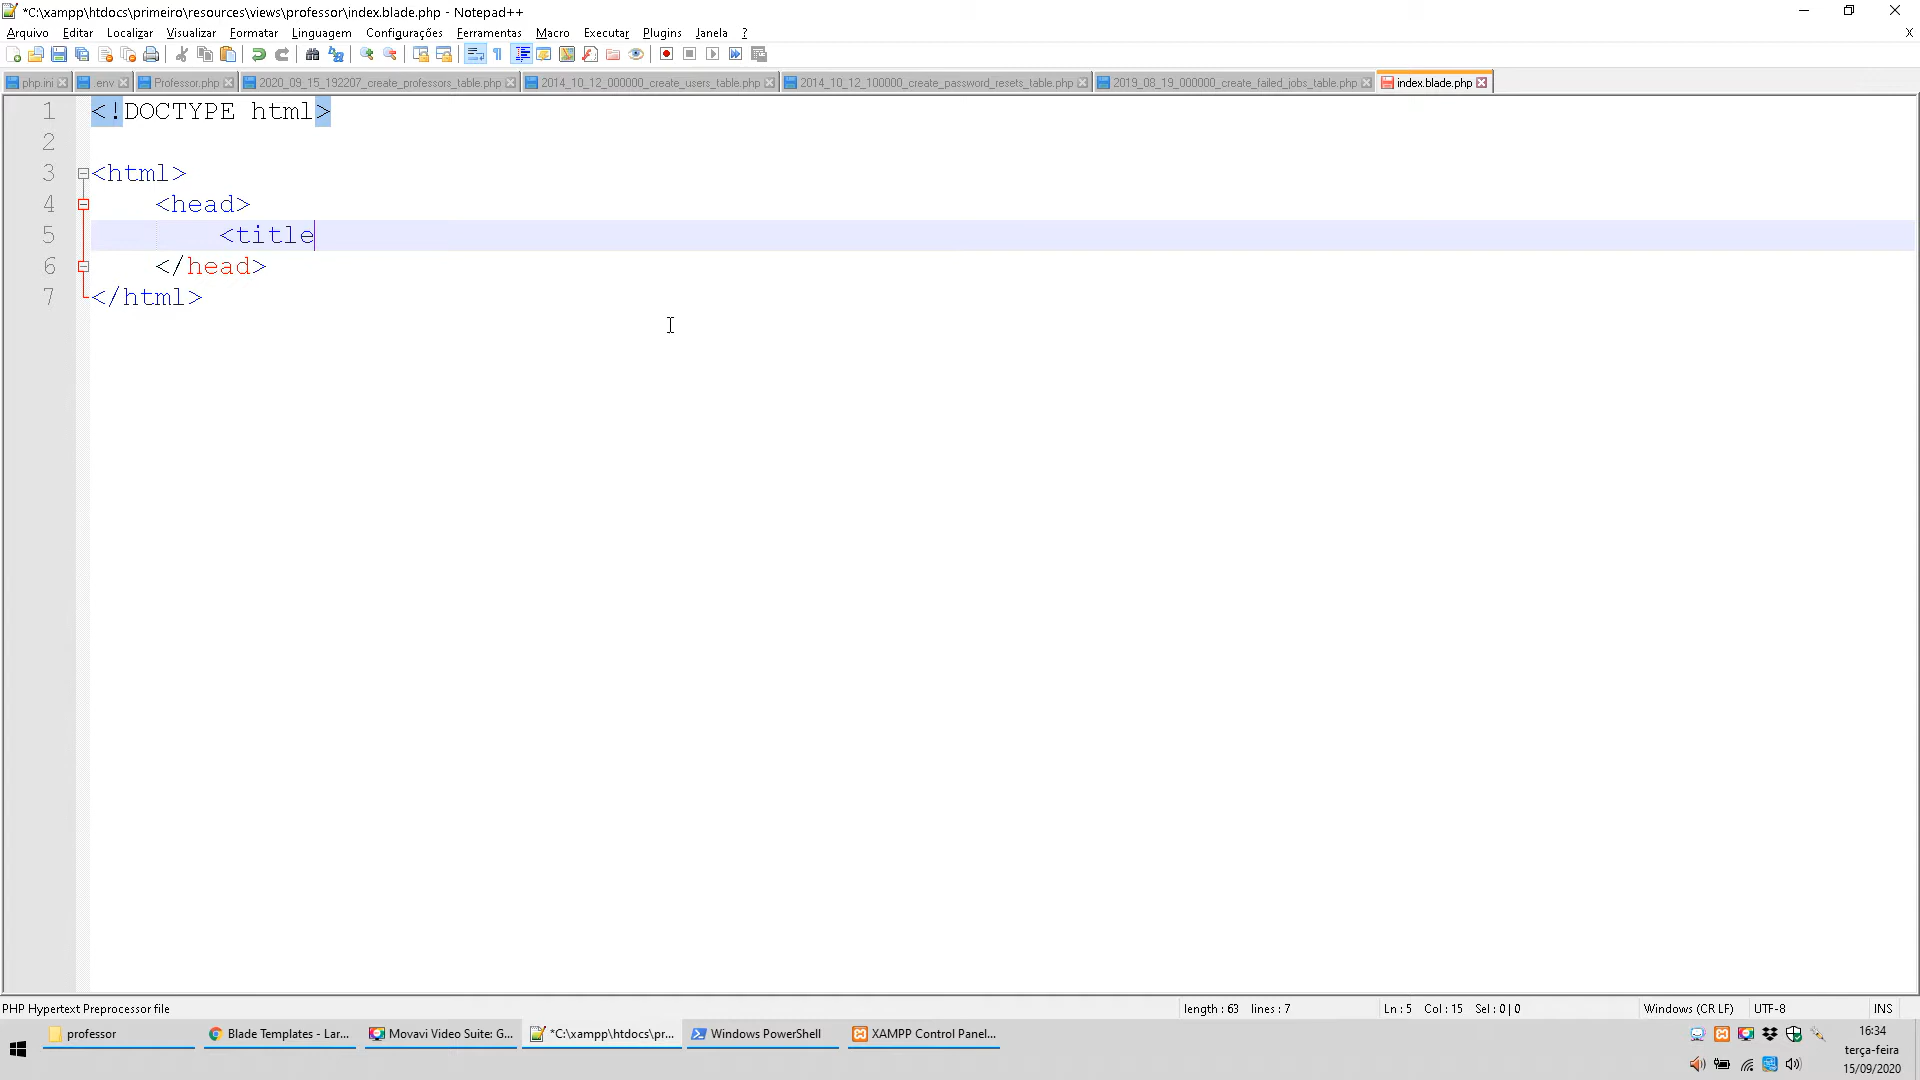 *C:\xampp\htdocs\primeiro\resources\views\professor\index.blade.php - Notepad++
Arquivo Editar Localizar Visualizar Formatar Linguagem Configurações Ferramentas Macro Executar Plugins Janela ? X
php.ini .env Professor.php 2020_09_15_192207_create_professors_table.php 2014_10_12_000000_create_users_table.php 2014_10_12_100000_create_password_resets_table.php 2019_08_19_000000_create_failed_jobs_table.php index.blade.php
1 <!DOCTYPE html>
2
3 <html>
4 <head>
5 <title
6 </head>
7 </html>
PHP Hypertext Preprocessor file length : 63 lines : 7 Ln : 5 Col : 15 Sel : 0 | 0 Windows (CR LF) UTF-8 INS
professor Blade Templates - Lar... Movavi Video Suite: G... *C:\xampp\htdocs\pr... Windows PowerShell XAMPP Control Panel...
16:34
terça-feira
15/09/2020